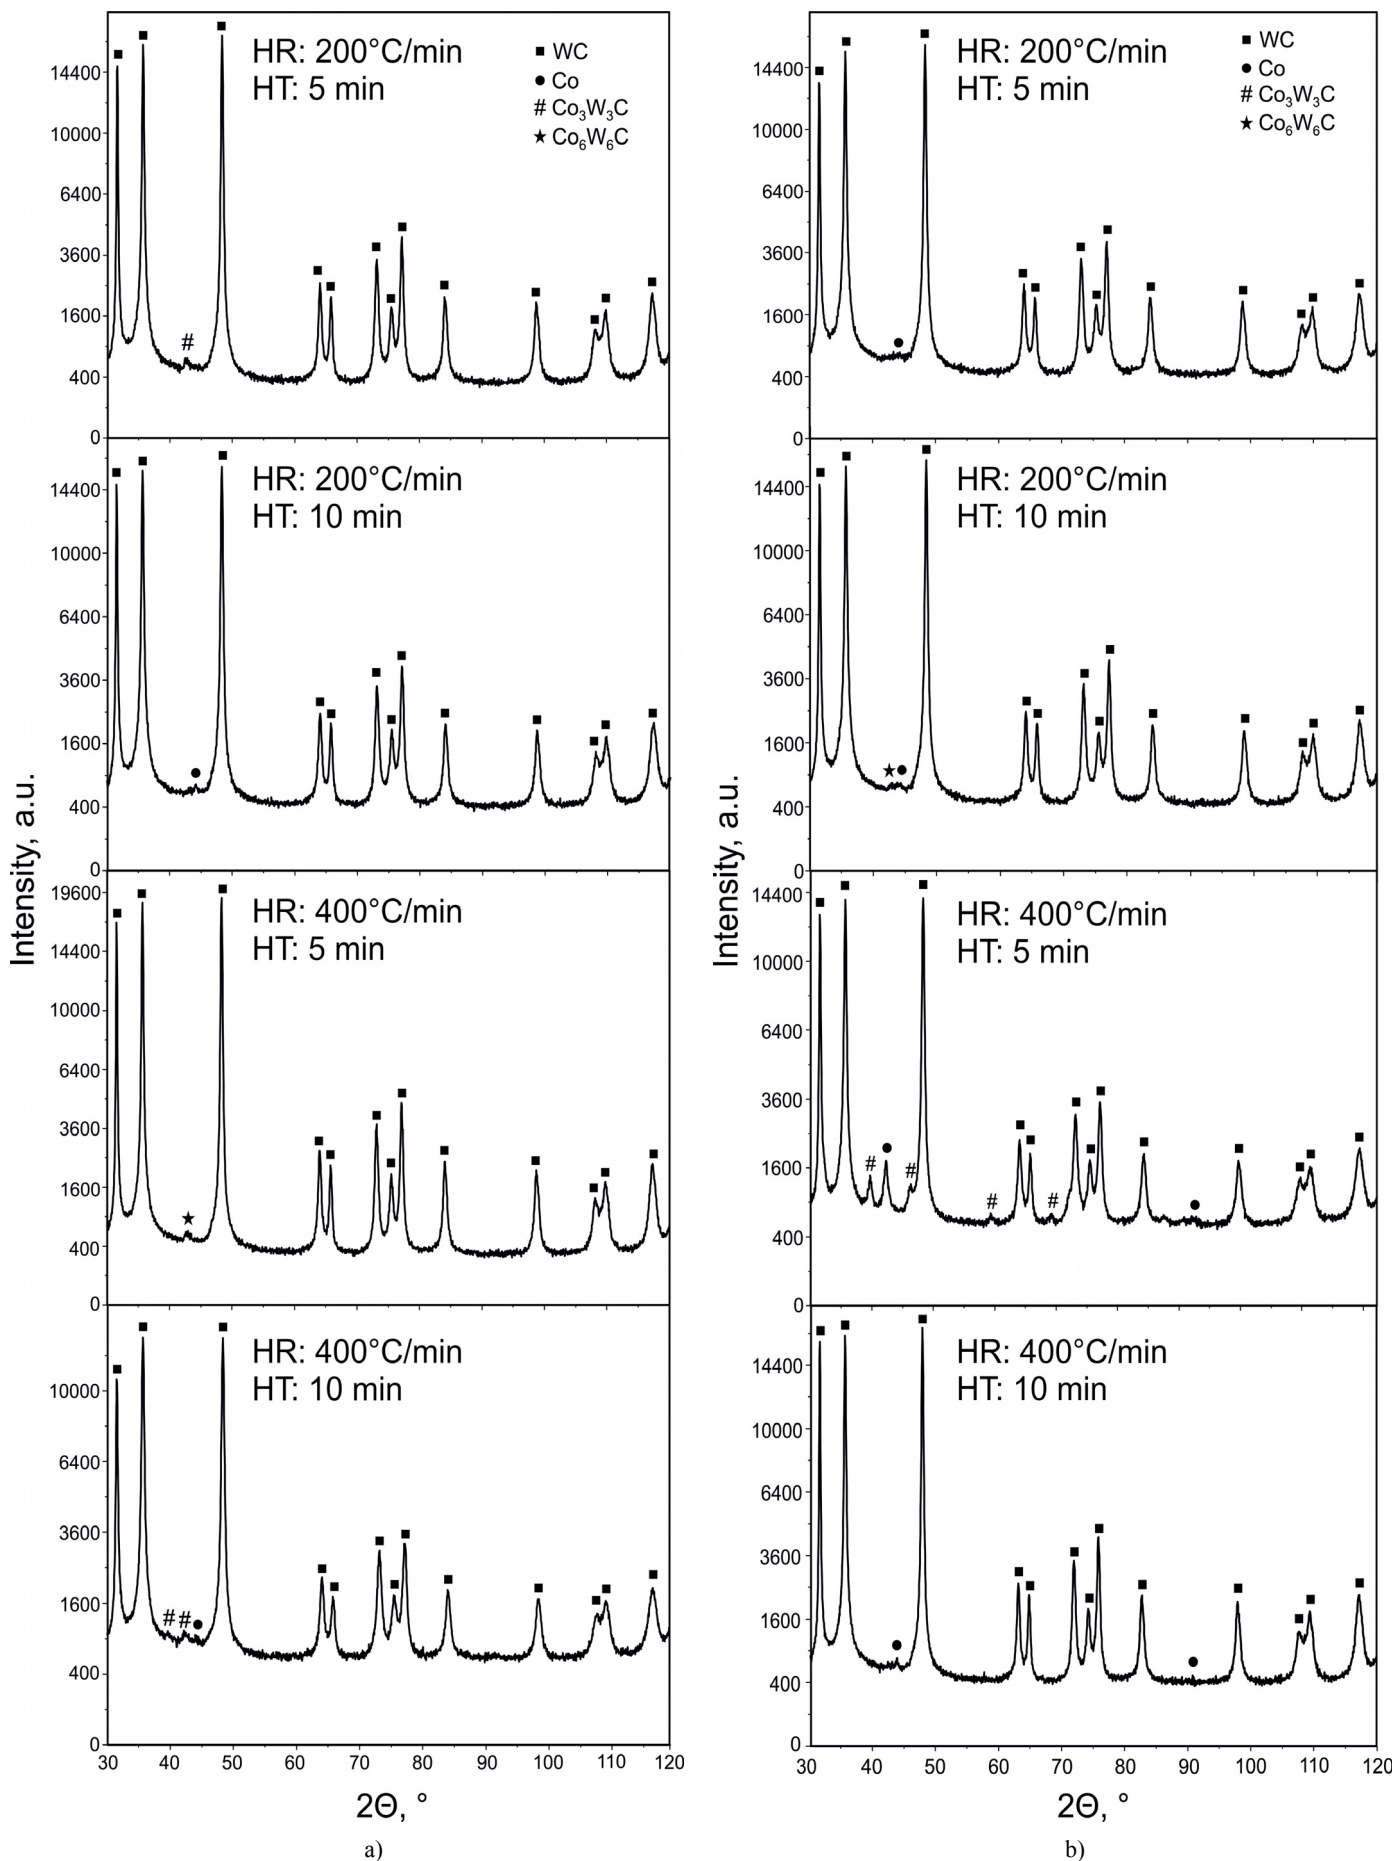 HR: 200°C/min
HT: 5 min
■ WC
● Co
# Co₃W₃C
★ Co₆W₆C
14400
10000
6400
3600
1600
400
0
#
HR: 200°C/min
HT: 10 min
14400
10000
6400
3600
1600
400
0
HR: 400°C/min
HT: 5 min
19600
14400
10000
6400
3600
1600
400
0
HR: 400°C/min
HT: 10 min
10000
6400
3600
1600
400
0
# #
30 40 50 60 70 80 90 100 110 120
Intensity, a.u.
2Θ, °
a)
HR: 200°C/min
HT: 5 min
■ WC
● Co
# Co₃W₃C
★ Co₆W₆C
14400
10000
6400
3600
1600
400
0
HR: 200°C/min
HT: 10 min
14400
10000
6400
3600
1600
400
0
HR: 400°C/min
HT: 5 min
14400
10000
6400
3600
1600
400
0
# # # #
HR: 400°C/min
HT: 10 min
14400
10000
6400
3600
1600
400
0
30 40 50 60 70 80 90 100 110 120
Intensity, a.u.
2Θ, °
b)